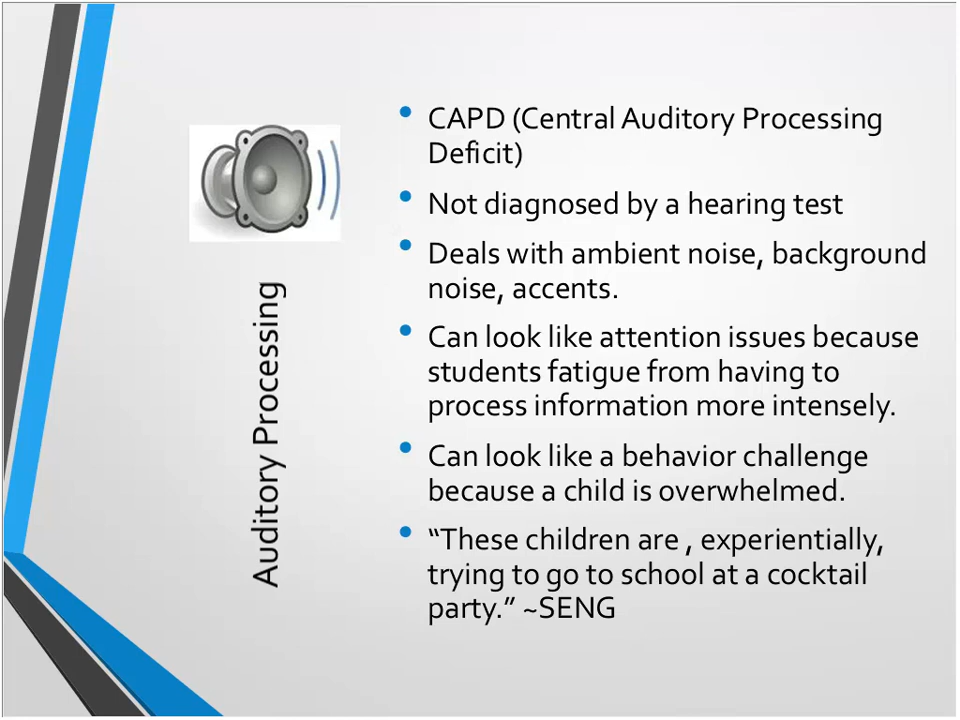 Auditory Processing
• CAPD (Central Auditory Processing
Deficit)
• Not diagnosed by a hearing test
• Deals with ambient noise, background
noise, accents.
• Can look like attention issues because
students fatigue from having to
process information more intensely.
• Can look like a behavior challenge
because a child is overwhelmed.
• “These children are , experientially,
trying to go to school at a cocktail
party.” ~SENG